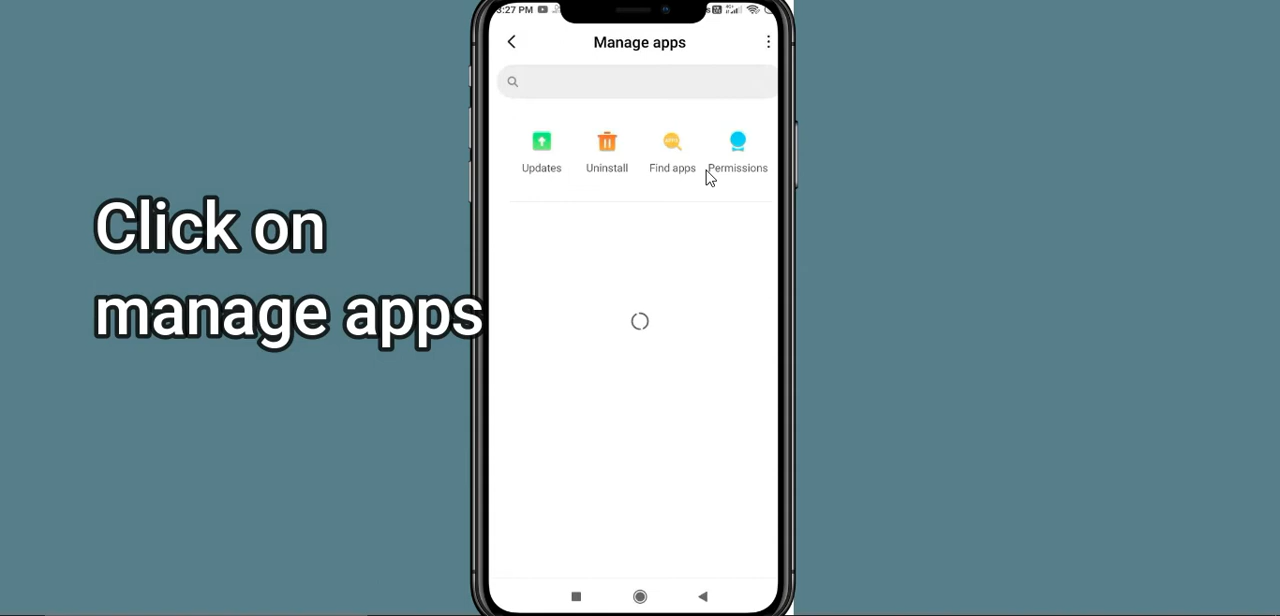 3:27 PM
Manage apps
Updates
Uninstall
Find apps
Permissions
Click on
manage apps